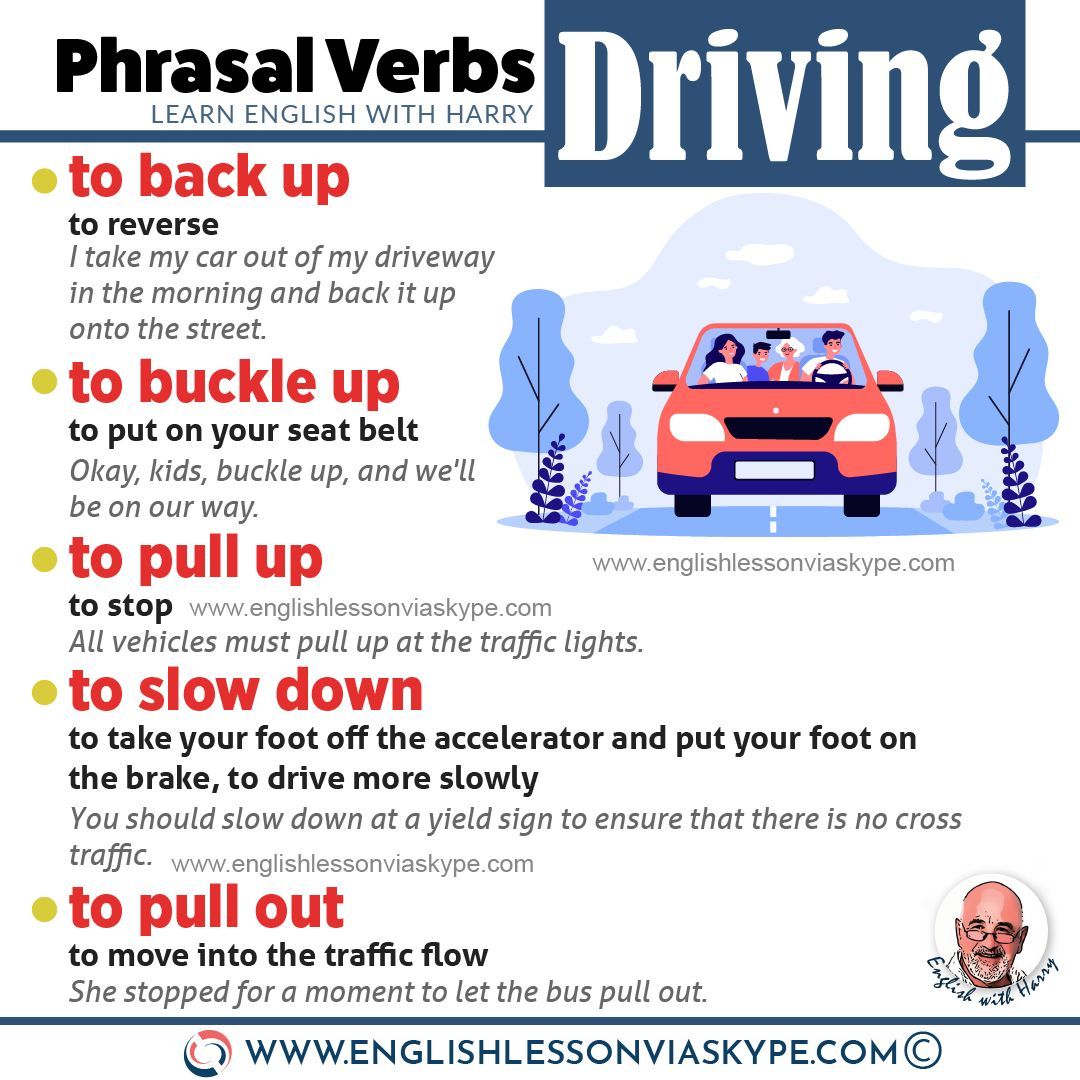 Phrasal Verbs
LEARN ENGLISH WITH HARRY
Driving
to back up
to reverse
I take my car out of my driveway
in the morning and back it up
onto the street.
to buckle up
to put on your seat belt
Okay, kids, buckle up, and we'll
be on our way.
www.englishlessonviaskype.com
to pull up
to stop www.englishlessonviaskype.com
All vehicles must pull up at the traffic lights.
to slow down
to take your foot off the accelerator and put your foot on
the brake, to drive more slowly
You should slow down at a yield sign to ensure that there is no cross
traffic. www.englishlessonviaskype.com
to pull out
to move into the traffic flow
She stopped for a moment to let the bus pull out.
English with Harry
WWW.ENGLISHLESSONVIASKYPE.COM©